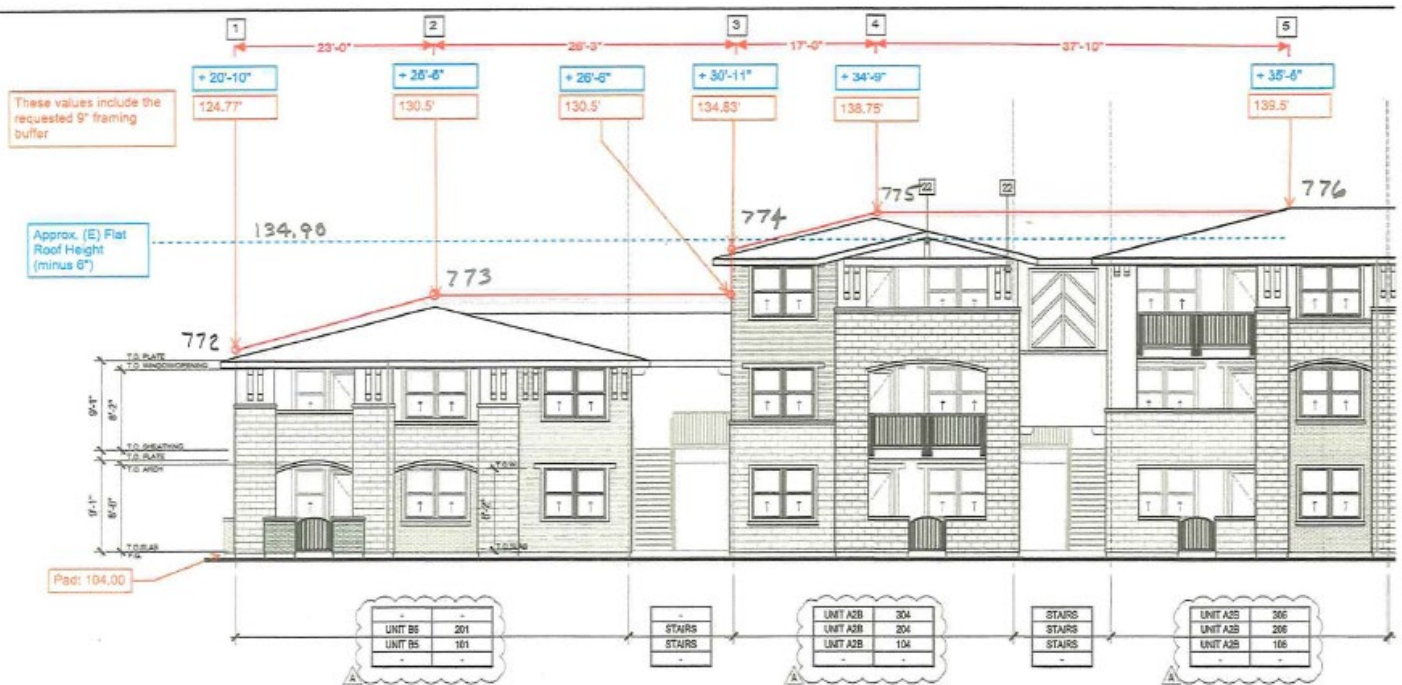 1 2 3 4 5
23'-0" 26'-3" 17'-0" 37'-10"
+ 20'-10" + 26'-6" + 26'-6" + 30'-11" + 34'-9" + 35'-6"
124.77' 130.5' 130.5' 134.83' 138.75' 139.5'
These values include the
requested 9" framing
buffer
Approx. (E) Flat
Roof Height
(minus 6")
134.98
772
773
774
775
776
22 22
T.O. PLATE
T.O. WINDOW/OPENING
9'-1" 8'-2"
T.O. SHEATHING
T.O. PLATE
T.O. ARCH
9'-1" 8'-0"
T.O.W.
8'-2"
T.O.SLAB
T.O.SLAB
F.G.
Pad: 104.00
- -
UNIT B5 201
UNIT B5 101
- -
A
-
STAIRS
STAIRS
-
UNIT A2B 304
UNIT A2B 204
UNIT A2B 104
- -
A
STAIRS
STAIRS
STAIRS
-
UNIT A2B 306
UNIT A2B 206
UNIT A2B 106
- -
A